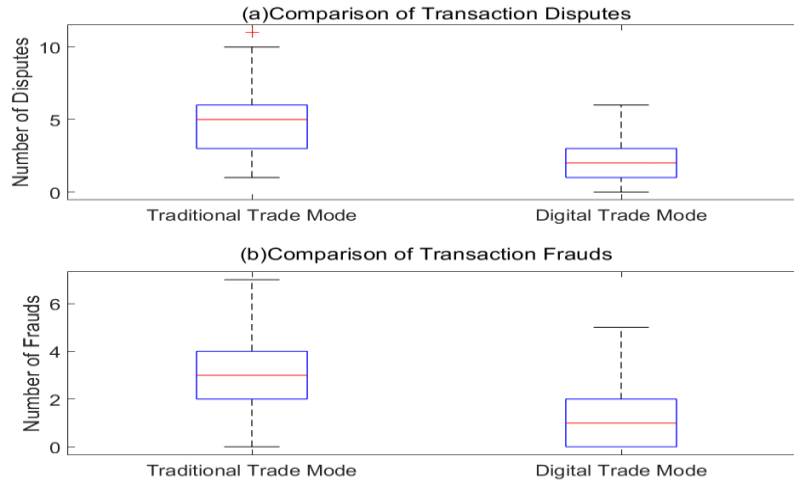 (a)Comparison of Transaction Disputes
Number of Disputes
10
5
0
Traditional Trade Mode Digital Trade Mode
(b)Comparison of Transaction Frauds
Number of Frauds
6
4
2
0
Traditional Trade Mode Digital Trade Mode